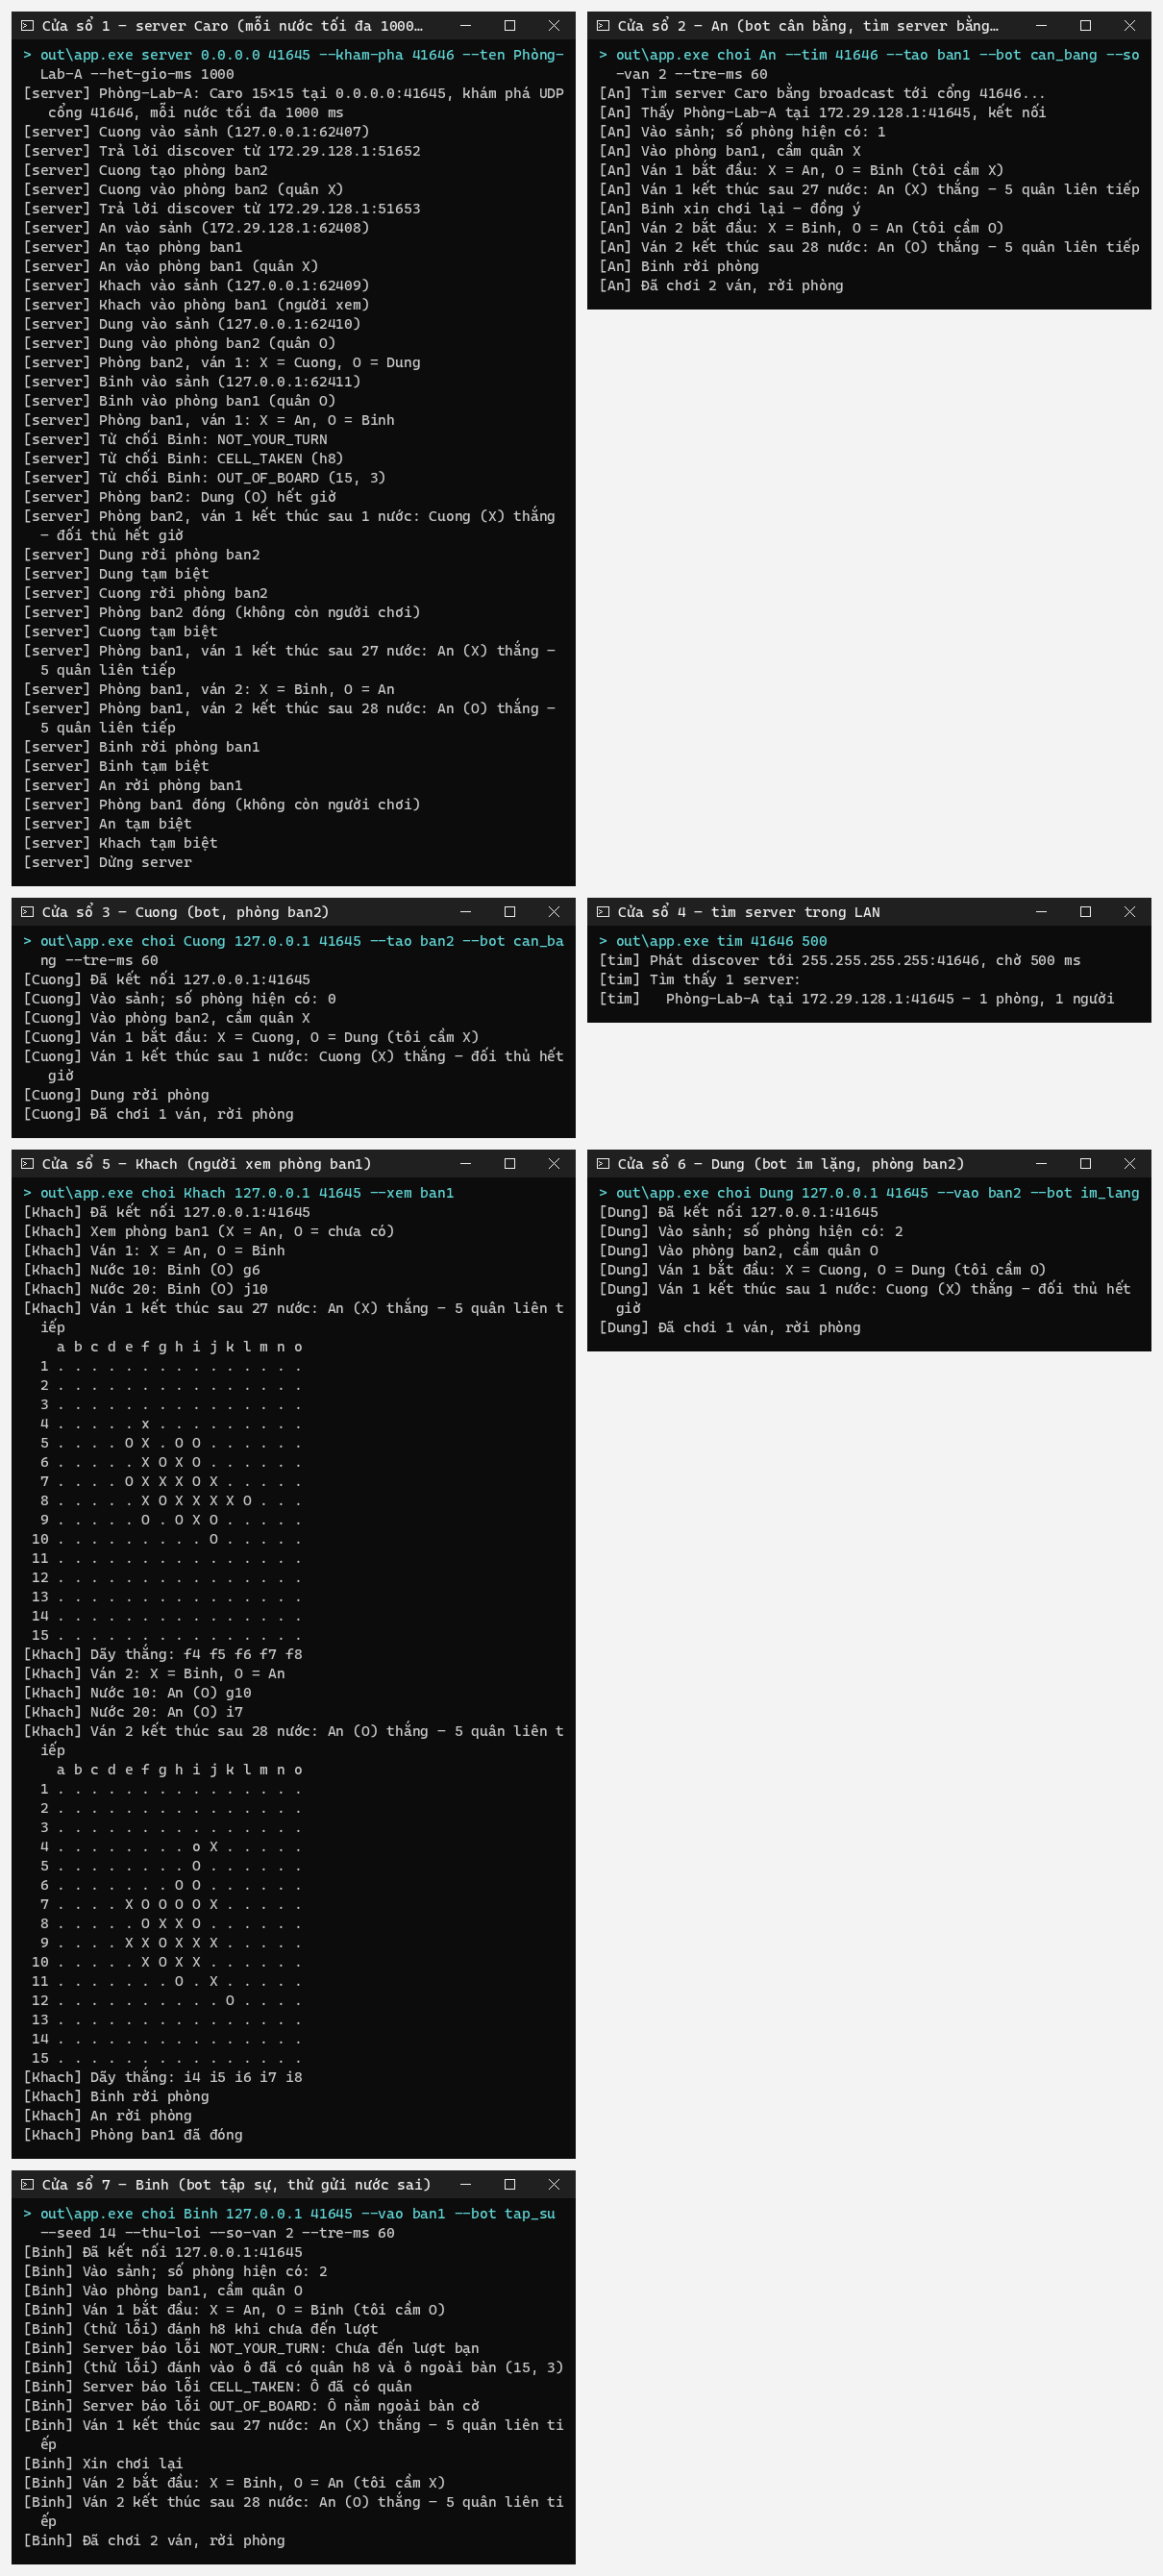 Cửa sổ 1 — server Caro (mỗi nước tối đa 1000…
> out\app.exe server 0.0.0.0 41645 --kham-pha 41646 --ten Phòng-
Lab-A --het-gio-ms 1000
[server] Phòng-Lab-A: Caro 15×15 tại 0.0.0.0:41645, khám phá UDP
cổng 41646, mỗi nước tối đa 1000 ms
[server] Cuong vào sảnh (127.0.0.1:62407)
[server] Trả lời discover từ 172.29.128.1:51652
[server] Cuong tạo phòng ban2
[server] Cuong vào phòng ban2 (quân X)
[server] Trả lời discover từ 172.29.128.1:51653
[server] An vào sảnh (172.29.128.1:62408)
[server] An tạo phòng ban1
[server] An vào phòng ban1 (quân X)
[server] Khach vào sảnh (127.0.0.1:62409)
[server] Khach vào phòng ban1 (người xem)
[server] Dung vào sảnh (127.0.0.1:62410)
[server] Dung vào phòng ban2 (quân O)
[server] Phòng ban2, ván 1: X = Cuong, O = Dung
[server] Binh vào sảnh (127.0.0.1:62411)
[server] Binh vào phòng ban1 (quân O)
[server] Phòng ban1, ván 1: X = An, O = Binh
[server] Từ chối Binh: NOT_YOUR_TURN
[server] Từ chối Binh: CELL_TAKEN (h8)
[server] Từ chối Binh: OUT_OF_BOARD (15, 3)
[server] Phòng ban2: Dung (O) hết giờ
[server] Phòng ban2, ván 1 kết thúc sau 1 nước: Cuong (X) thắng
— đối thủ hết giờ
[server] Dung rời phòng ban2
[server] Dung tạm biệt
[server] Cuong rời phòng ban2
[server] Phòng ban2 đóng (không còn người chơi)
[server] Cuong tạm biệt
[server] Phòng ban1, ván 1 kết thúc sau 27 nước: An (X) thắng —
5 quân liên tiếp
[server] Phòng ban1, ván 2: X = Binh, O = An
[server] Phòng ban1, ván 2 kết thúc sau 28 nước: An (O) thắng —
5 quân liên tiếp
[server] Binh rời phòng ban1
[server] Binh tạm biệt
[server] An rời phòng ban1
[server] Phòng ban1 đóng (không còn người chơi)
[server] An tạm biệt
[server] Khach tạm biệt
[server] Dừng server
Cửa sổ 2 — An (bot cân bằng, tìm server bằng…
> out\app.exe choi An --tim 41646 --tao ban1 --bot can_bang --so
-van 2 --tre-ms 60
[An] Tìm server Caro bằng broadcast tới cổng 41646...
[An] Thấy Phòng-Lab-A tại 172.29.128.1:41645, kết nối
[An] Vào sảnh; số phòng hiện có: 1
[An] Vào phòng ban1, cầm quân X
[An] Ván 1 bắt đầu: X = An, O = Binh (tôi cầm X)
[An] Ván 1 kết thúc sau 27 nước: An (X) thắng — 5 quân liên tiếp
[An] Binh xin chơi lại — đồng ý
[An] Ván 2 bắt đầu: X = Binh, O = An (tôi cầm O)
[An] Ván 2 kết thúc sau 28 nước: An (O) thắng — 5 quân liên tiếp
[An] Binh rời phòng
[An] Đã chơi 2 ván, rời phòng
Cửa sổ 3 — Cuong (bot, phòng ban2)
> out\app.exe choi Cuong 127.0.0.1 41645 --tao ban2 --bot can_ba
ng --tre-ms 60
[Cuong] Đã kết nối 127.0.0.1:41645
[Cuong] Vào sảnh; số phòng hiện có: 0
[Cuong] Vào phòng ban2, cầm quân X
[Cuong] Ván 1 bắt đầu: X = Cuong, O = Dung (tôi cầm X)
[Cuong] Ván 1 kết thúc sau 1 nước: Cuong (X) thắng — đối thủ hết
giờ
[Cuong] Dung rời phòng
[Cuong] Đã chơi 1 ván, rời phòng
Cửa sổ 4 — tìm server trong LAN
> out\app.exe tim 41646 500
[tim] Phát discover tới 255.255.255.255:41646, chờ 500 ms
[tim] Tìm thấy 1 server:
[tim]   Phòng-Lab-A tại 172.29.128.1:41645 — 1 phòng, 1 người
Cửa sổ 5 — Khach (người xem phòng ban1)
> out\app.exe choi Khach 127.0.0.1 41645 --xem ban1
[Khach] Đã kết nối 127.0.0.1:41645
[Khach] Xem phòng ban1 (X = An, O = chưa có)
[Khach] Ván 1: X = An, O = Binh
[Khach] Nước 10: Binh (O) g6
[Khach] Nước 20: Binh (O) j10
[Khach] Ván 1 kết thúc sau 27 nước: An (X) thắng — 5 quân liên t
iếp
a b c d e f g h i j k l m n o
1 . . . . . . . . . . . . . . .
2 . . . . . . . . . . . . . . .
3 . . . . . . . . . . . . . . .
4 . . . . . x . . . . . . . . .
5 . . . . O X . O O . . . . . .
6 . . . . . X O X O . . . . . .
7 . . . . O X X X O X . . . . .
8 . . . . . X O X X X X O . . .
9 . . . . . O . O X O . . . . .
10 . . . . . . . . . O . . . . .
11 . . . . . . . . . . . . . . .
12 . . . . . . . . . . . . . . .
13 . . . . . . . . . . . . . . .
14 . . . . . . . . . . . . . . .
15 . . . . . . . . . . . . . . .
[Khach] Dãy thắng: f4 f5 f6 f7 f8
[Khach] Ván 2: X = Binh, O = An
[Khach] Nước 10: An (O) g10
[Khach] Nước 20: An (O) i7
[Khach] Ván 2 kết thúc sau 28 nước: An (O) thắng — 5 quân liên t
iếp
a b c d e f g h i j k l m n o
1 . . . . . . . . . . . . . . .
2 . . . . . . . . . . . . . . .
3 . . . . . . . . . . . . . . .
4 . . . . . . . . o X . . . . .
5 . . . . . . . . O . . . . . .
6 . . . . . . . O O . . . . . .
7 . . . . X O O O O X . . . . .
8 . . . . . O X X O . . . . . .
9 . . . . X X O X X X . . . . .
10 . . . . . X O X X . . . . . .
11 . . . . . . . O . X . . . . .
12 . . . . . . . . . . O . . . .
13 . . . . . . . . . . . . . . .
14 . . . . . . . . . . . . . . .
15 . . . . . . . . . . . . . . .
[Khach] Dãy thắng: i4 i5 i6 i7 i8
[Khach] Binh rời phòng
[Khach] An rời phòng
[Khach] Phòng ban1 đã đóng
Cửa sổ 6 — Dung (bot im lặng, phòng ban2)
> out\app.exe choi Dung 127.0.0.1 41645 --vao ban2 --bot im_lang
[Dung] Đã kết nối 127.0.0.1:41645
[Dung] Vào sảnh; số phòng hiện có: 2
[Dung] Vào phòng ban2, cầm quân O
[Dung] Ván 1 bắt đầu: X = Cuong, O = Dung (tôi cầm O)
[Dung] Ván 1 kết thúc sau 1 nước: Cuong (X) thắng — đối thủ hết
giờ
[Dung] Đã chơi 1 ván, rời phòng
Cửa sổ 7 — Binh (bot tập sự, thử gửi nước sai)
> out\app.exe choi Binh 127.0.0.1 41645 --vao ban1 --bot tap_su
--seed 14 --thu-loi --so-van 2 --tre-ms 60
[Binh] Đã kết nối 127.0.0.1:41645
[Binh] Vào sảnh; số phòng hiện có: 2
[Binh] Vào phòng ban1, cầm quân O
[Binh] Ván 1 bắt đầu: X = An, O = Binh (tôi cầm O)
[Binh] (thử lỗi) đánh h8 khi chưa đến lượt
[Binh] Server báo lỗi NOT_YOUR_TURN: Chưa đến lượt bạn
[Binh] (thử lỗi) đánh vào ô đã có quân h8 và ô ngoài bàn (15, 3)
[Binh] Server báo lỗi CELL_TAKEN: Ô đã có quân
[Binh] Server báo lỗi OUT_OF_BOARD: Ô nằm ngoài bàn cờ
[Binh] Ván 1 kết thúc sau 27 nước: An (X) thắng — 5 quân liên ti
ếp
[Binh] Xin chơi lại
[Binh] Ván 2 bắt đầu: X = Binh, O = An (tôi cầm X)
[Binh] Ván 2 kết thúc sau 28 nước: An (O) thắng — 5 quân liên ti
ếp
[Binh] Đã chơi 2 ván, rời phòng